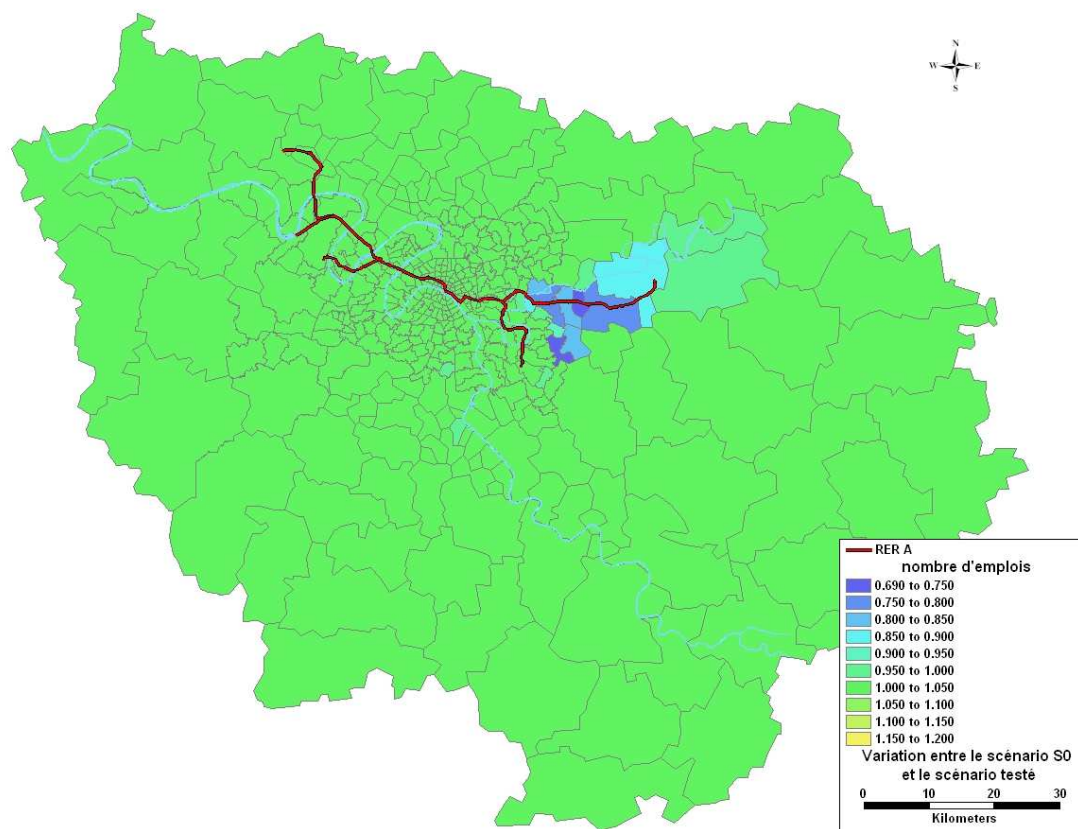 N
W E
S
RER A
nombre d'emplois
0.690 to 0.750
0.750 to 0.800
0.800 to 0.850
0.850 to 0.900
0.900 to 0.950
0.950 to 1.000
1.000 to 1.050
1.050 to 1.100
1.100 to 1.150
1.150 to 1.200
Variation entre le scénario S0
et le scénario testé
0 10 20 30
Kilometers